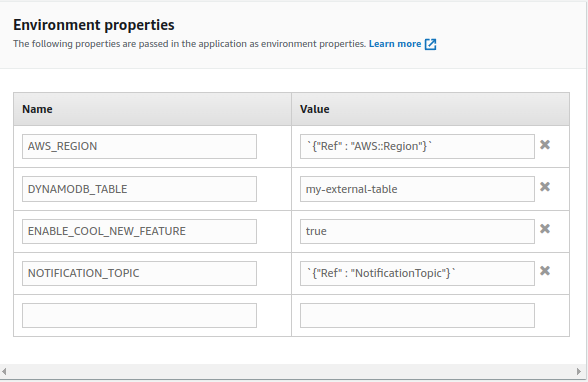 Environment properties
The following properties are passed in the application as environment properties. Learn more
Name Value
AWS_REGION `{"Ref" : "AWS::Region"}`
DYNAMODB_TABLE my-external-table
ENABLE_COOL_NEW_FEATURE true
NOTIFICATION_TOPIC `{"Ref" : "NotificationTopic"}`